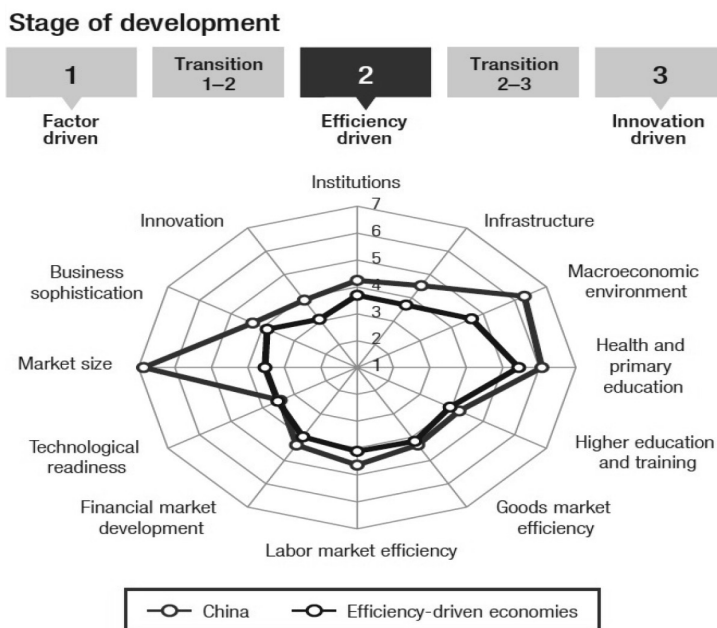 Stage of development
1
Transition
1–2
2
Transition
2–3
3
Factor
driven
Efficiency
driven
Innovation
driven
Institutions
Innovation
7
Infrastructure
6
Business
sophistication
5
Macroeconomic
environment
4
3
2
Market size
1
Health and
primary
education
Technological
readiness
Higher education
and training
Financial market
development
Goods market
efficiency
Labor market efficiency
China
Efficiency-driven economies